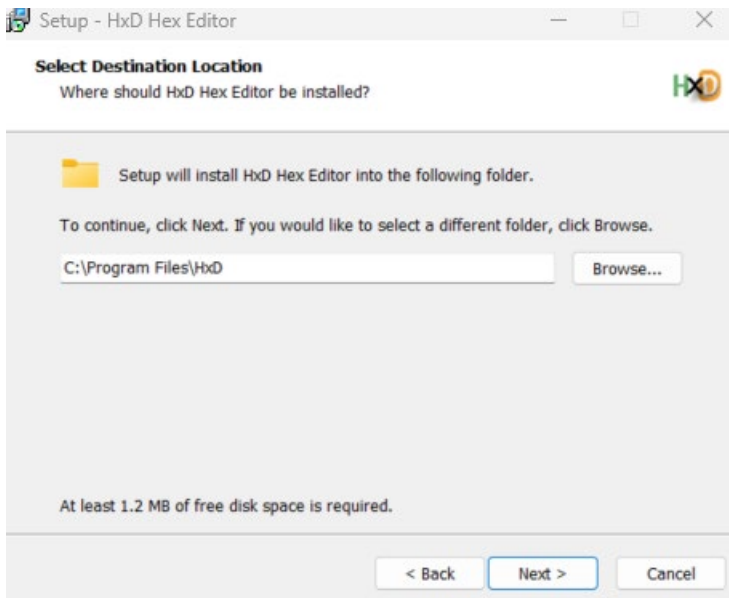 Setup - HxD Hex Editor
Select Destination Location
Where should HxD Hex Editor be installed?
HxD
Setup will install HxD Hex Editor into the following folder.
To continue, click Next. If you would like to select a different folder, click Browse.
C:\Program Files\HxD
Browse...
At least 1.2 MB of free disk space is required.
< Back
Next >
Cancel